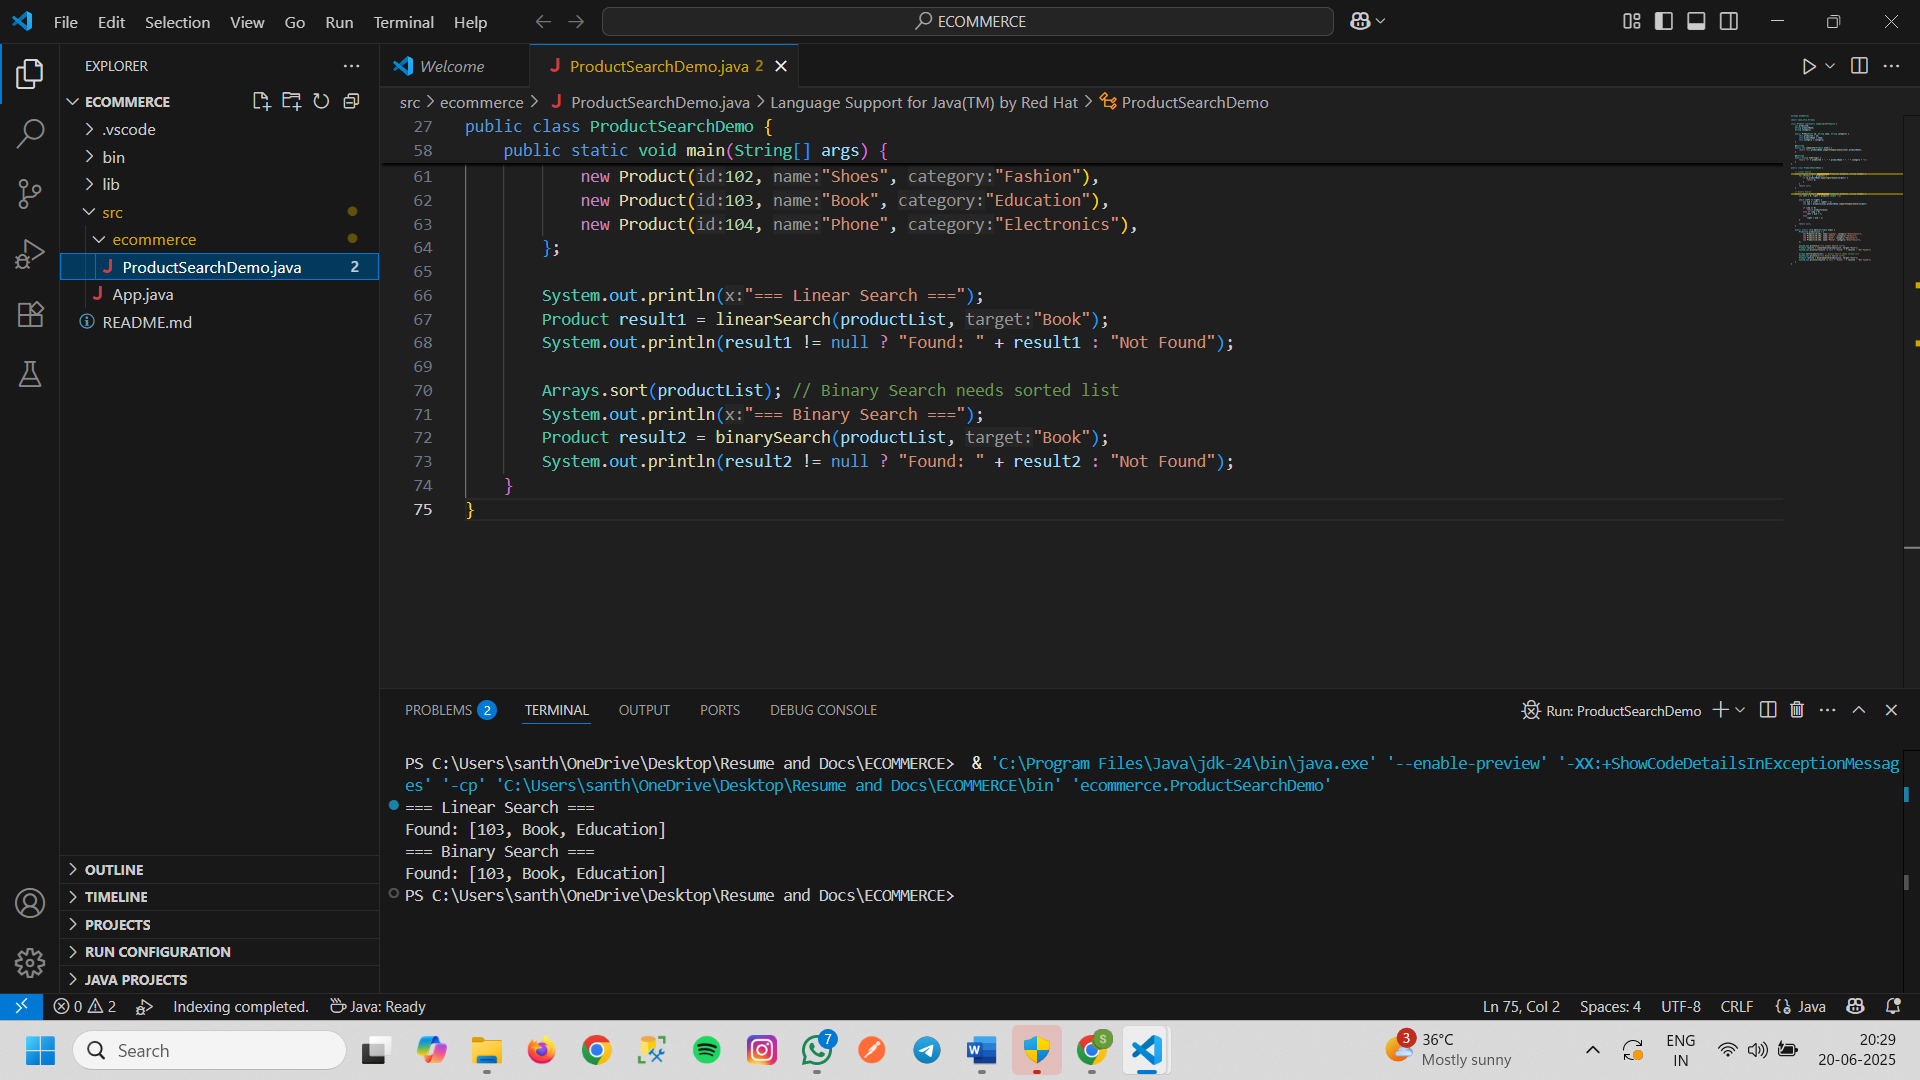 File Edit Selection View Go Run Terminal Help
ECOMMERCE
EXPLORER
Welcome
ProductSearchDemo.java 2
ECOMMERCE
.vscode
bin
lib
src
ecommerce
ProductSearchDemo.java 2
App.java
README.md
OUTLINE
TIMELINE
PROJECTS
RUN CONFIGURATION
JAVA PROJECTS
src > ecommerce > ProductSearchDemo.java > Language Support for Java(TM) by Red Hat > ProductSearchDemo
27 public class ProductSearchDemo {
58 public static void main(String[] args) {
61 new Product(id:102, name:"Shoes", category:"Fashion"),
62 new Product(id:103, name:"Book", category:"Education"),
63 new Product(id:104, name:"Phone", category:"Electronics"),
64 };
65
66 System.out.println(x:"=== Linear Search ===");
67 Product result1 = linearSearch(productList, target:"Book");
68 System.out.println(result1 != null ? "Found: " + result1 : "Not Found");
69
70 Arrays.sort(productList); // Binary Search needs sorted list
71 System.out.println(x:"=== Binary Search ===");
72 Product result2 = binarySearch(productList, target:"Book");
73 System.out.println(result2 != null ? "Found: " + result2 : "Not Found");
74 }
75 }
PROBLEMS 2 TERMINAL OUTPUT PORTS DEBUG CONSOLE
Run: ProductSearchDemo
PS C:\Users\santh\OneDrive\Desktop\Resume and Docs\ECOMMERCE> & 'C:\Program Files\Java\jdk-24\bin\java.exe' '--enable-preview' '-XX:+ShowCodeDetailsInExceptionMessag
es' '-cp' 'C:\Users\santh\OneDrive\Desktop\Resume and Docs\ECOMMERCE\bin' 'ecommerce.ProductSearchDemo'
=== Linear Search ===
Found: [103, Book, Education]
=== Binary Search ===
Found: [103, Book, Education]
PS C:\Users\santh\OneDrive\Desktop\Resume and Docs\ECOMMERCE>
0 2 Indexing completed. Java: Ready
Ln 75, Col 2 Spaces: 4 UTF-8 CRLF Java
Search
7
S
3
36°C
Mostly sunny
ENG
IN
20:29
20-06-2025